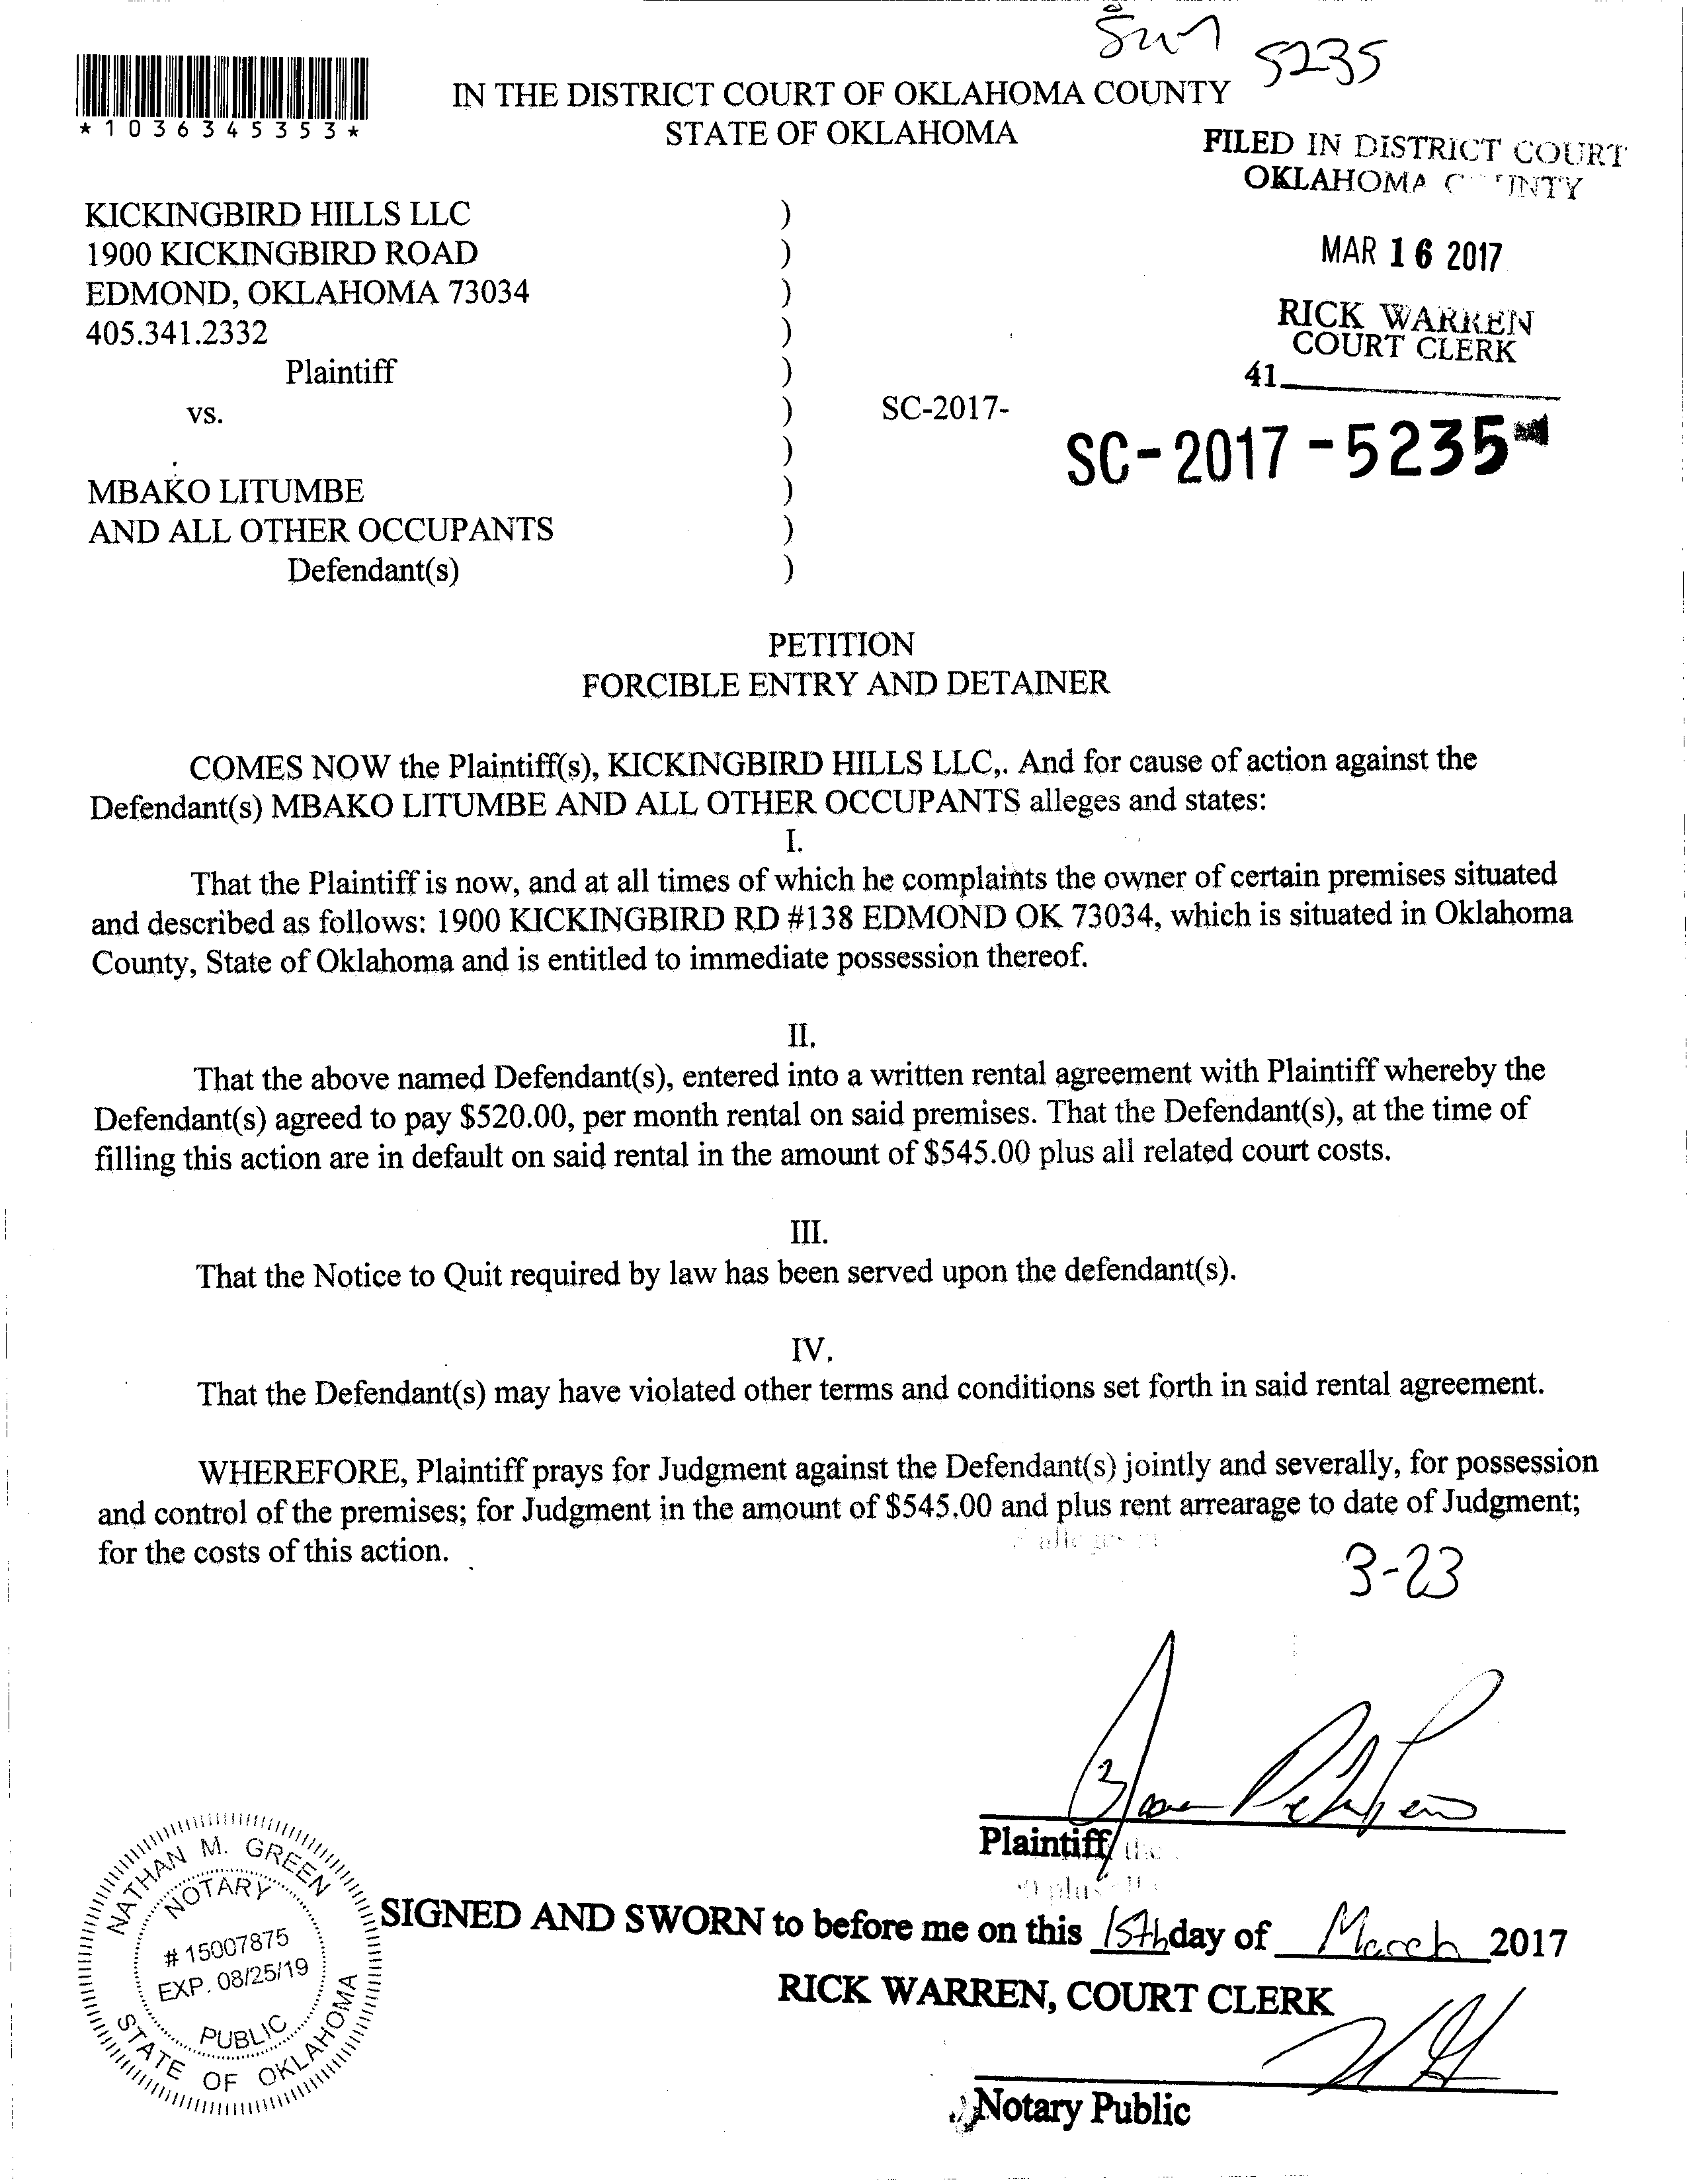 5235
*1036345353*
IN THE DISTRICT COURT OF OKLAHOMA COUNTY
STATE OF OKLAHOMA
FILED IN DISTRICT COURT
OKLAHOMA C UNTY
MAR 16 2017
RICK WARREN
COURT CLERK
41
KICKINGBIRD HILLS LLC )
1900 KICKINGBIRD ROAD )
EDMOND, OKLAHOMA 73034 )
405.341.2332 )
Plaintiff )
vs. ) SC-2017-
)
SC-2017-5235
MBAKO LITUMBE )
AND ALL OTHER OCCUPANTS )
Defendant(s) )
PETITION
FORCIBLE ENTRY AND DETAINER
COMES NOW the Plaintiff(s), KICKINGBIRD HILLS LLC,. And for cause of action against the
Defendant(s) MBAKO LITUMBE AND ALL OTHER OCCUPANTS alleges and states:
I.
That the Plaintiff is now, and at all times of which he complaints the owner of certain premises situated
and described as follows: 1900 KICKINGBIRD RD #138 EDMOND OK 73034, which is situated in Oklahoma
County, State of Oklahoma and is entitled to immediate possession thereof.
II.
That the above named Defendant(s), entered into a written rental agreement with Plaintiff whereby the
Defendant(s) agreed to pay $520.00, per month rental on said premises. That the Defendant(s), at the time of
filling this action are in default on said rental in the amount of $545.00 plus all related court costs.
III.
That the Notice to Quit required by law has been served upon the defendant(s).
IV.
That the Defendant(s) may have violated other terms and conditions set forth in said rental agreement.
WHEREFORE, Plaintiff prays for Judgment against the Defendant(s) jointly and severally, for possession
and control of the premises; for Judgment in the amount of $545.00 and plus rent arrearage to date of Judgment;
for the costs of this action.
3-23
Plaintiff
SIGNED AND SWORN to before me on this 15th day of March 2017
RICK WARREN, COURT CLERK
Notary Public
NATHAN M. GREEN
NOTARY
# 15007875
EXP. 08/25/19
PUBLIC
STATE OF OKLAHOMA